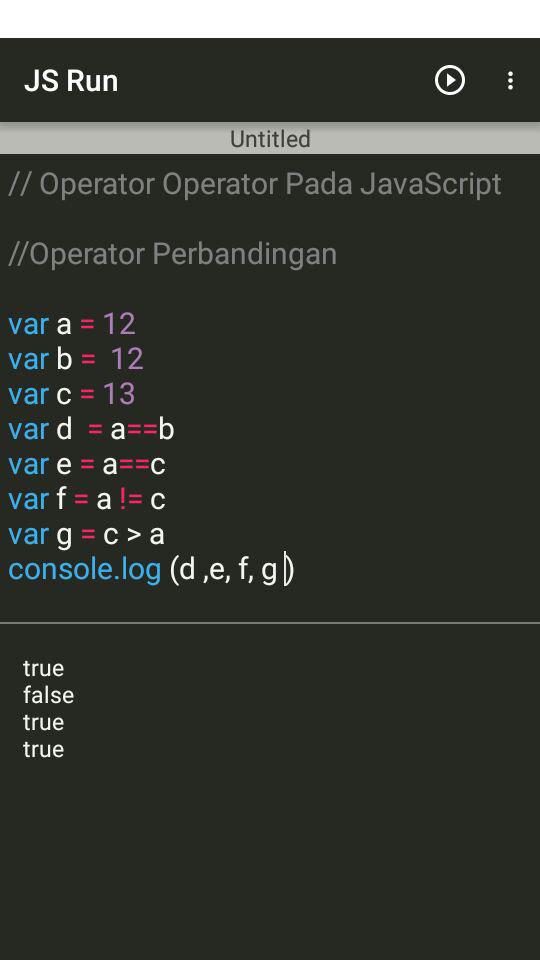 JS Run
Untitled
// Operator Operator Pada JavaScript
//Operator Perbandingan
var a = 12
var b =  12
var c = 13
var d  = a==b
var e = a==c
var f = a != c
var g = c > a
console.log (d ,e, f, g )
true
false
true
true